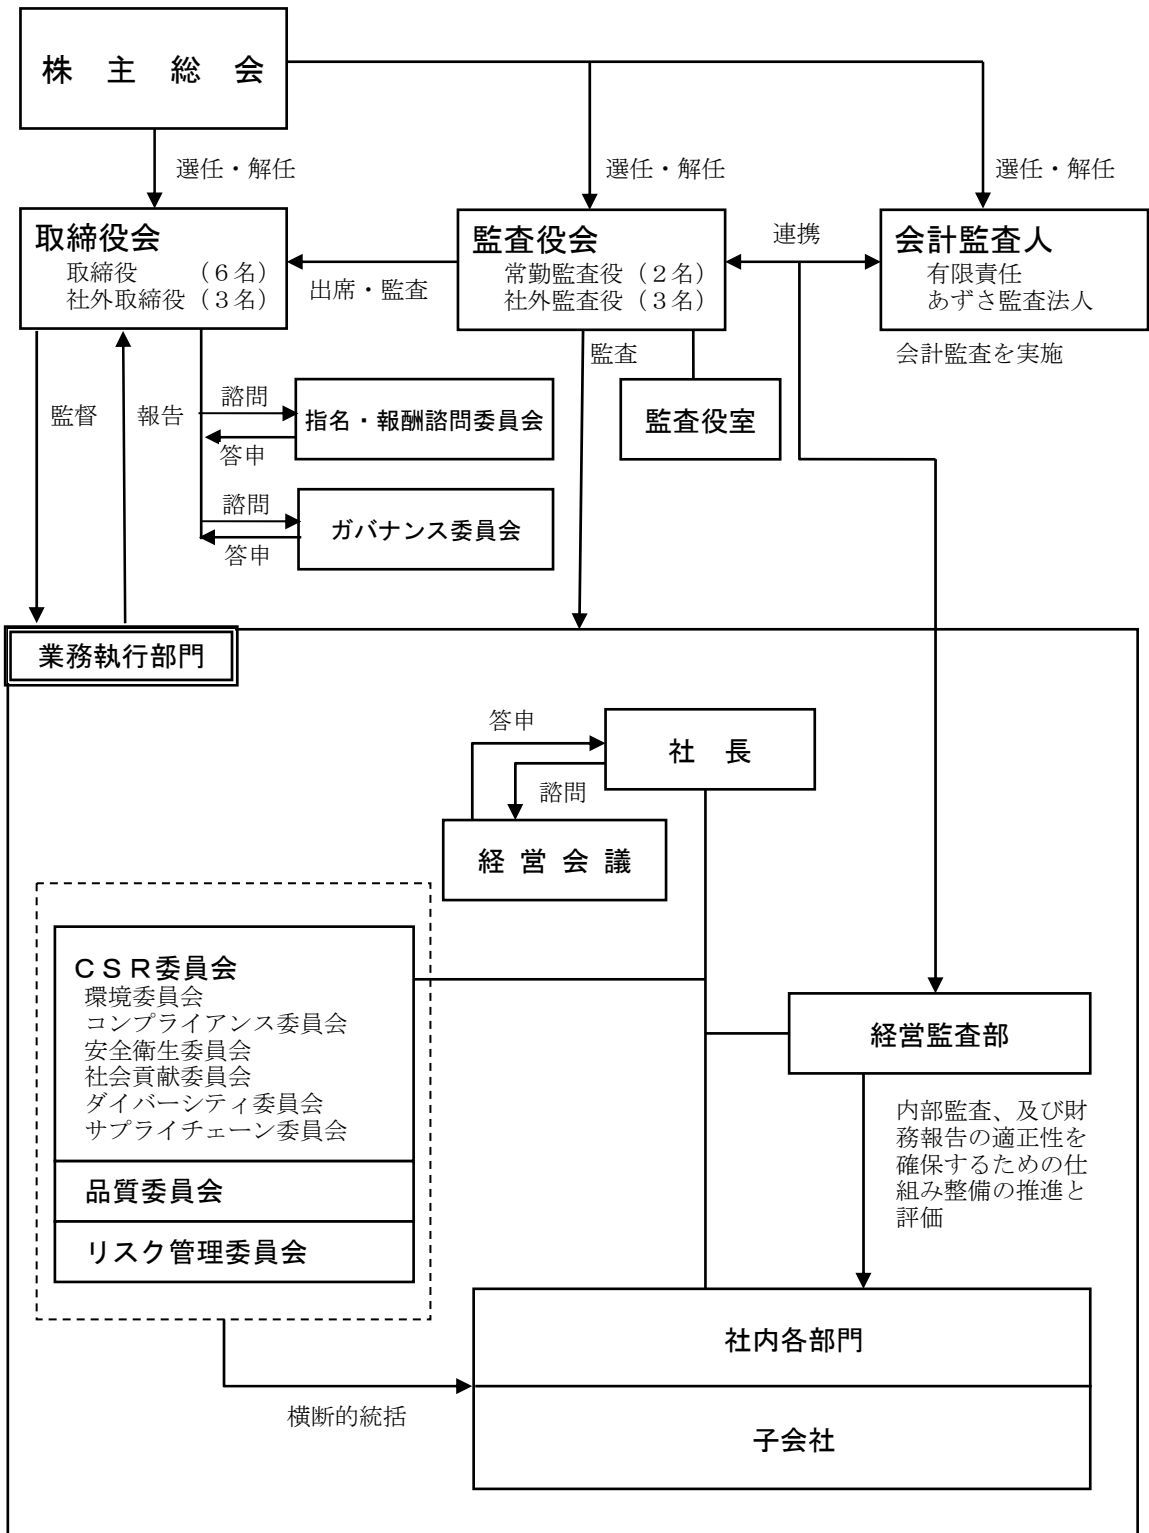 株 主 総 会
選任・解任
選任・解任
選任・解任
取締役会
取締役 （６名）
社外取締役（３名）
出席・監査
監査役会
常勤監査役（２名）
社外監査役（３名）
連携
会計監査人
有限責任
あずさ監査法人
会計監査を実施
監督
報告
諮問
指名・報酬諮問委員会
答申
諮問
ガバナンス委員会
答申
監査
監査役室
業務執行部門
答申
社 長
諮問
経 営 会 議
ＣＳＲ委員会
環境委員会
コンプライアンス委員会
安全衛生委員会
社会貢献委員会
ダイバーシティ委員会
サプライチェーン委員会
品質委員会
リスク管理委員会
経営監査部
内部監査、及び財
務報告の適正性を
確保するための仕
組み整備の推進と
評価
社内各部門
横断的統括
子会社